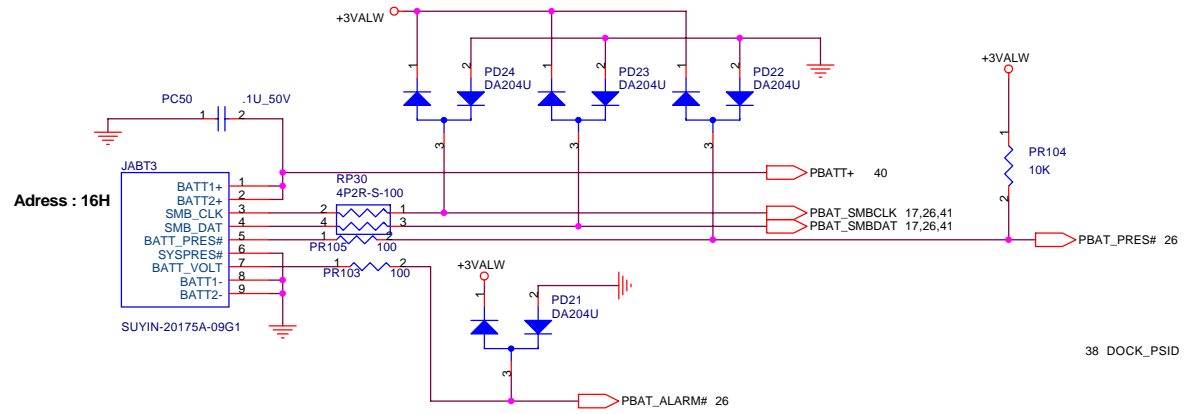 +3VALW
1 2 1 2 1 2
PD24
DA204U
PD23
DA204U
PD22
DA204U
3 3 3
+3VALW
1
PR104
10K
2
PC50 .1U_50V
1 2
JABT3
Adress : 16H
BATT1+ 1
BATT2+ 2
SMB_CLK 3
SMB_DAT 4
BATT_PRES# 5
SYSPRES# 6
BATT_VOLT 7
BATT1- 8
BATT2- 9
SUYIN-20175A-09G1
RP30
4P2R-S-100
2 1
4 3
1 2
PR105 100
1 2
PR103 100
PBATT+ 40
PBAT_SMBCLK 17,26,41
PBAT_SMBDAT 17,26,41
PBAT_PRES# 26
+3VALW
1 2
PD21
DA204U
3
PBAT_ALARM# 26
38 DOCK_PSID